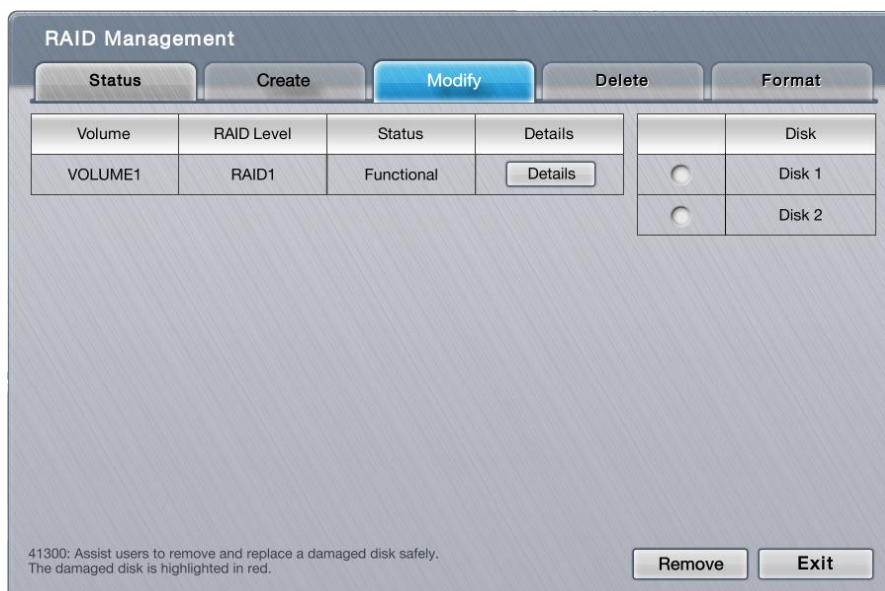 RAID Management
Status Create Modify Delete Format
Volume RAID Level Status Details Disk
VOLUME1 RAID1 Functional Details Disk 1
Disk 2
41300: Assist users to remove and replace a damaged disk safely.
The damaged disk is highlighted in red.
Remove Exit